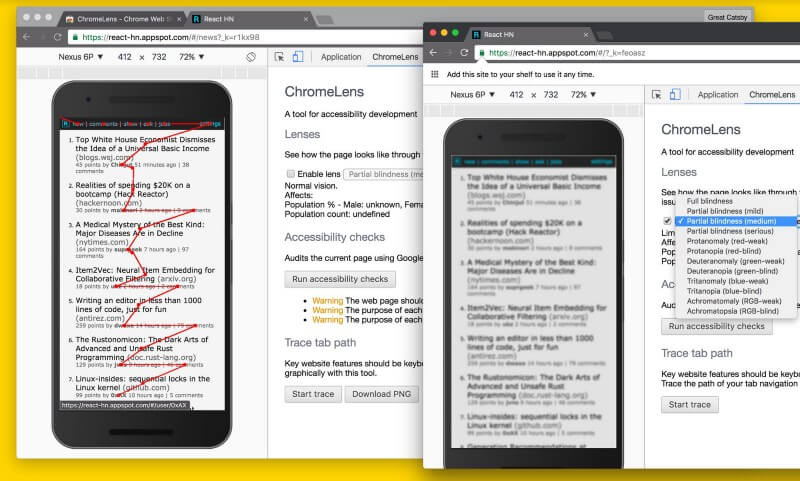 ChromeLens - Chrome Web S
React HN
Great Catsby
https://react-hn.appspot.com/#/news?_k=r1kx98
Nexus 6P ▼ 412 × 732 72% ▼
Application
ChromeLens
new | comments | show | ask | jobs settings
1. Top White House Economist Dismisses
the Idea of a Universal Basic Income
(blogs.wsj.com)
45 points by Chinjut 51 minutes ago | 38
comments
2. Realities of spending $20K on a
bootcamp (Hack Reactor)
(hackernoon.com)
30 points by malinori 2 hours ago | 9 comments
3. A Medical Mystery of the Best Kind:
Major Diseases Are in Decline
(nytimes.com)
164 points by suprgeek 7 hours ago | 97
comments
4. Item2Vec: Neural Item Embedding for
Collaborative Filtering (arxiv.org)
18 points by 2 hours ago | 2 comments
5. Writing an editor in less than 1000
lines of code, just for fun
(antirez.com)
259 points by dwaxe 14 hours ago | 75 comments
6. The Rustonomicon: The Dark Arts of
Advanced and Unsafe Rust
Programming (doc.rust-lang.org)
129 points by 9 hours ago | 46 comments
7. Linux-insides: sequential locks in the
Linux kernel (github.com)
99 points by 0xAX 10 hours ago | 5 comments
https://react-hn.appspot.com/#/user/0xAX
ChromeLens
A tool for accessibility development
Lenses
See how the page looks like through
Enable lens Partial blindness (me
Normal vision.
Affects:
Population % - Male: unknown, Fema
Population count: undefined
Accessibility checks
Audits the current page using Google
Run accessibility checks
Warning The web page shou
Warning The purpose of each
Warning The purpose of each
Trace tab path
Key website features should be keyb
graphically with this tool.
Start trace Download PNG
React HN
https://react-hn.appspot.com/#/?_k=feoasz
Add this site to your shelf to use it any time.
Nexus 6P ▼ 412 × 732 72% ▼
Application
ChromeLens
new | comments | show | ask | jobs settings
1. Top White House Economist Dismisses
the Idea of a Universal Basic Income
(blogs.wsj.com)
45 points by Chinjut 51 minutes ago | 38
comments
2. Realities of spending $20K on a
bootcamp (Hack Reactor)
(hackernoon.com)
30 points by malinori 2 hours ago | 9 comments
3. A Medical Mystery of the Best Kind:
Major Diseases Are in Decline
(nytimes.com)
164 points by suprgeek 7 hours ago | 97
comments
4. Item2Vec: Neural Item Embedding for
Collaborative Filtering (arxiv.org)
18 points by 2 hours ago | 2 comments
5. Writing an editor in less than 1000
lines of code, just for fun
(antirez.com)
259 points by dwaxe 14 hours ago | 75 comments
6. The Rustonomicon: The Dark Arts of
Advanced and Unsafe Rust
Programming (doc.rust-lang.org)
129 points by 9 hours ago | 46 comments
7. Linux-insides: sequential locks in the
Linux kernel (github.com)
99 points by 0xAX 10 hours ago | 5 comments
8. Generating Recommendations at
ChromeLens
A tool for accessibility development
Lenses
See how the page looks like through
issu
Full blindness
Partial blindness (mild)
✓ Partial blindness (medium)
Partial blindness (serious)
Protanomaly (red-weak)
Protanopia (red-blind)
Deuteranomaly (green-weak)
Deuteranopia (green-blind)
Tritanomaly (blue-weak)
Tritanopia (blue-blind)
Achromatomaly (RGB-weak)
Achromatopsia (RGB-blind)
Lim
Affe
Pop
Pop
Ac
Aud
Run accessibility checks
Trace tab path
Key website features should be keyb
Trace the path of your tab navigation
Start trace